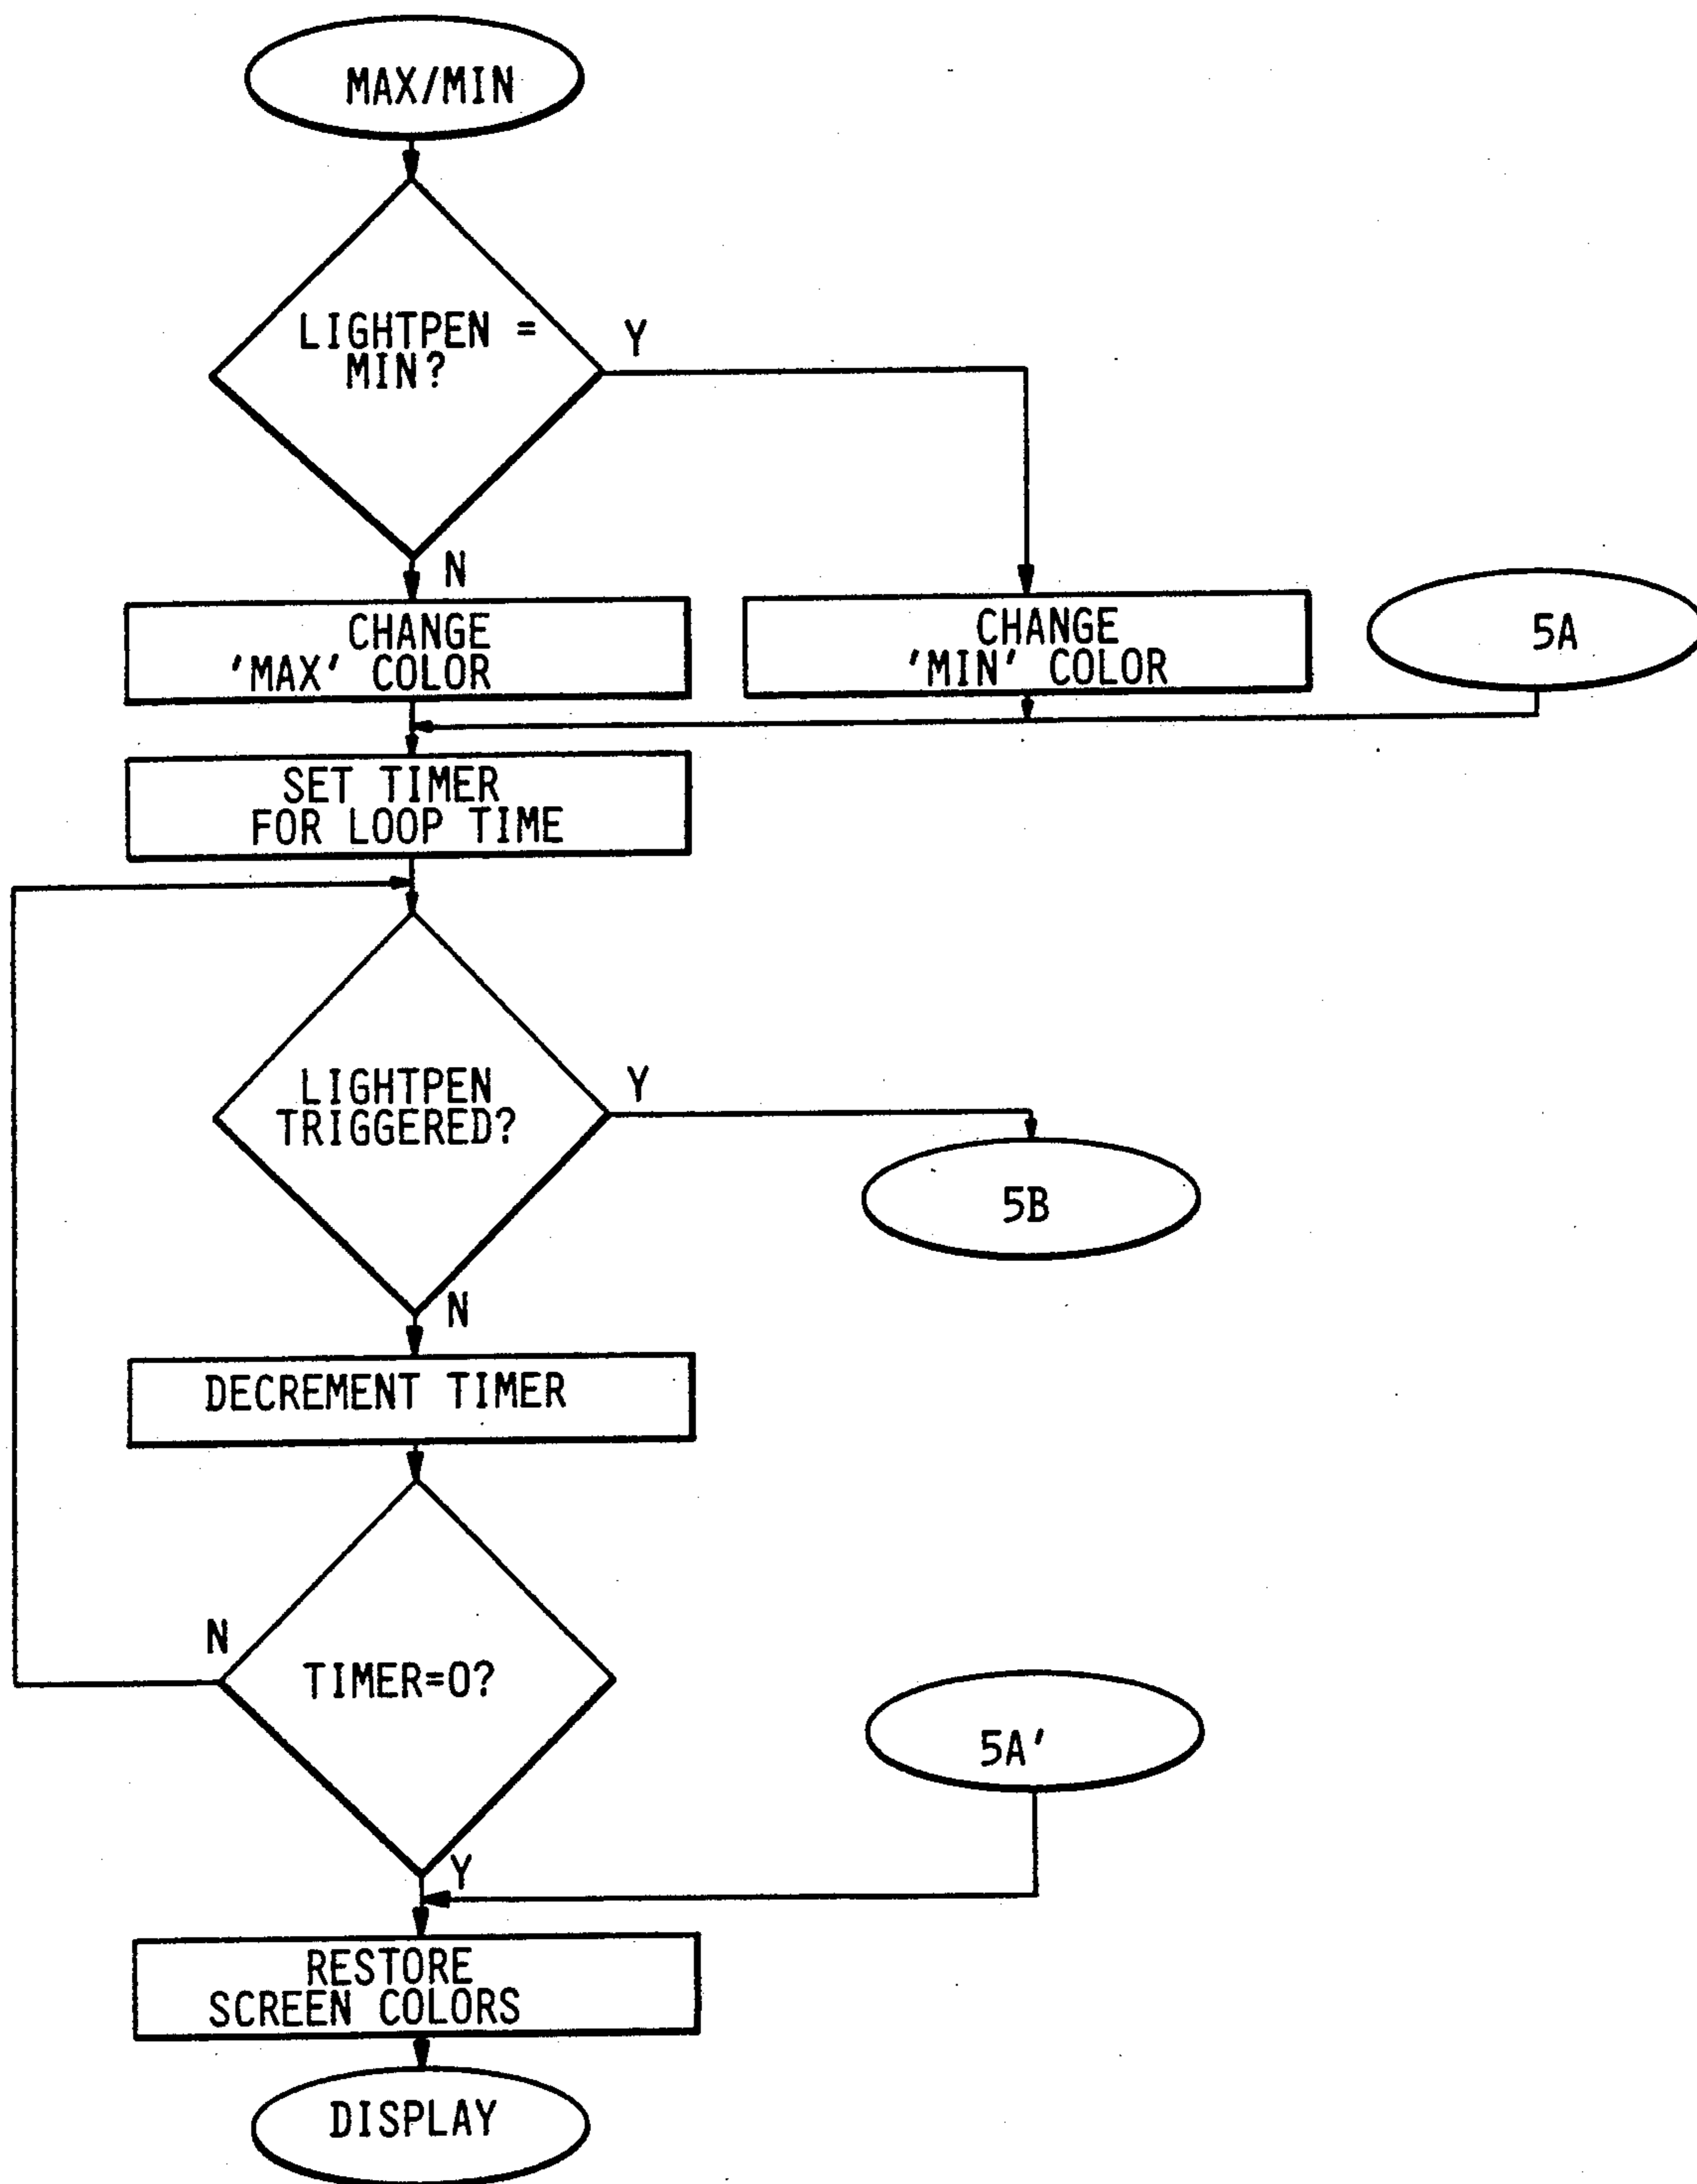 MAX/MIN
LIGHTPEN =
MIN?
Y
N
CHANGE
'MAX' COLOR
CHANGE
'MIN' COLOR
5A
SET TIMER
FOR LOOP TIME
LIGHTPEN
TRIGGERED?
Y
5B
N
DECREMENT TIMER
N
TIMER=0?
5A'
Y
RESTORE
SCREEN COLORS
DISPLAY